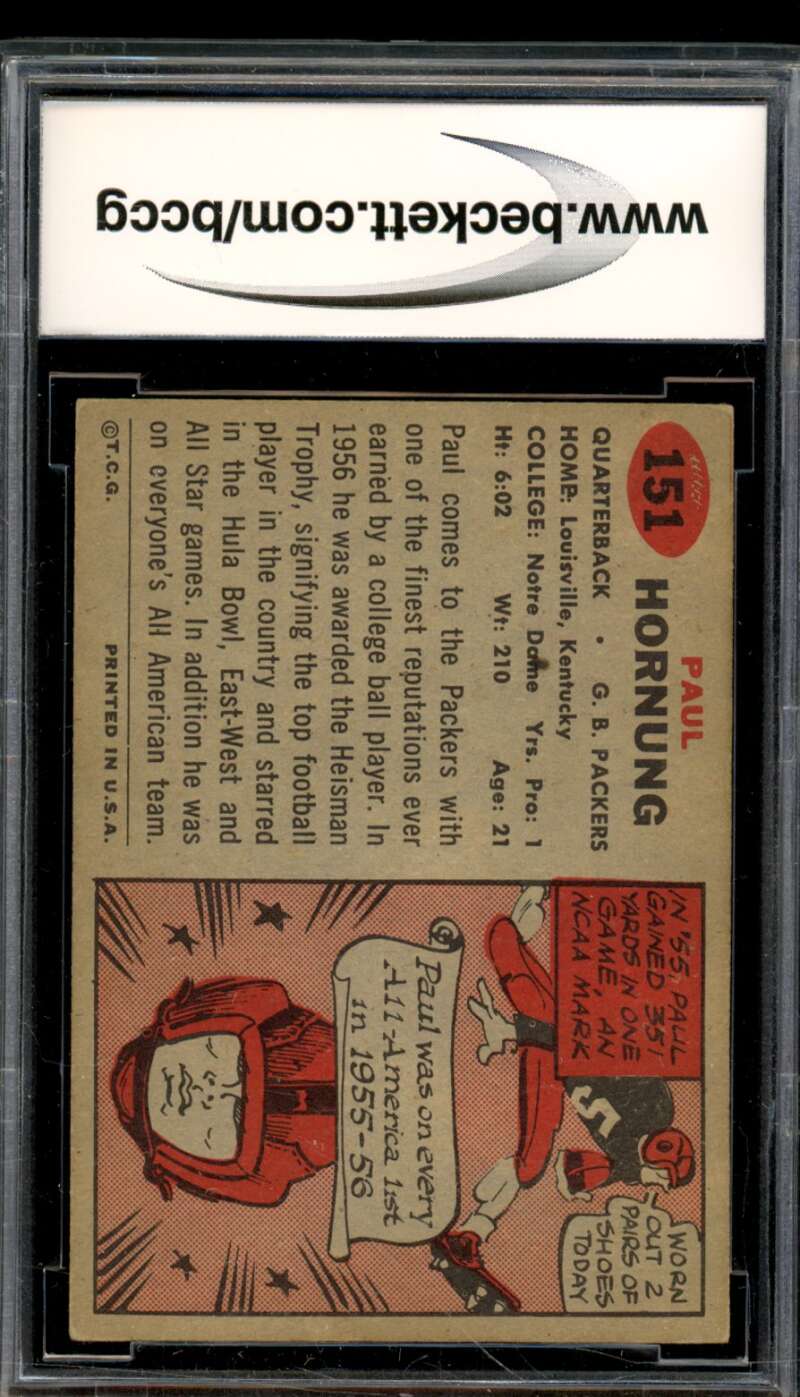 www.beckett.com/bccg
151
PAUL
HORNUNG
QUARTERBACK • G. B. PACKERS
HOME: Louisville, Kentucky
COLLEGE: Notre Dame Yrs. Pro: 1
Ht: 6:02 Wt: 210 Age: 21
Paul comes to the Packers with
one of the finest reputations ever
earned by a college ball player. In
1956 he was awarded the Heisman
Trophy, signifying the top football
player in the country and starred
in the Hula Bowl, East-West and
All Star games. In addition he was
on everyone's All American team.
©T.C.G. PRINTED IN U.S.A.
IN '55, PAUL
GAINED 351
YARDS IN ONE
GAME, AN
NCAA MARK
5
WORN
OUT 2
PAIRS OF
SHOES
TODAY
Paul was on every
All-America list
in 1955-56